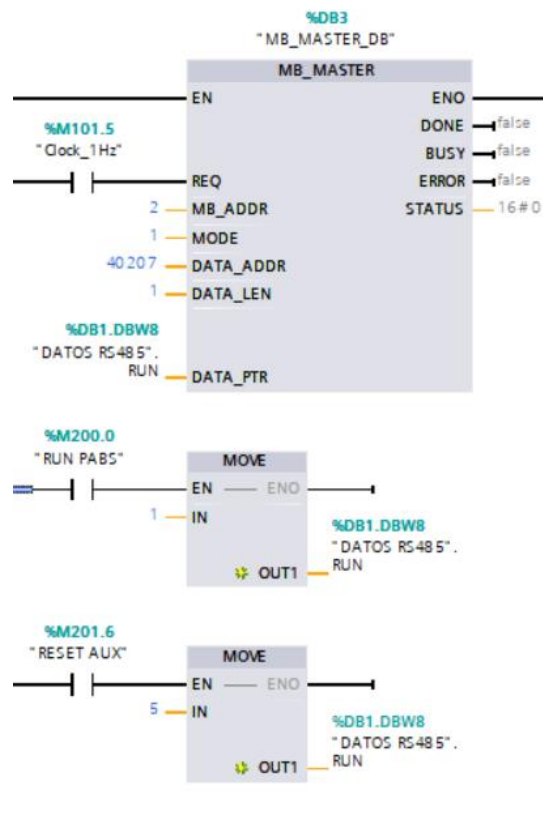 %DB3
"MB_MASTER_DB"
MB_MASTER
EN ENO
%M101.5
"Clock_1Hz"
DONE false
BUSY false
REQ ERROR false
2 MB_ADDR STATUS 16#0
1 MODE
40207 DATA_ADDR
1 DATA_LEN
%DB1.DBW8
"DATOS RS485".
RUN DATA_PTR
%M200.0
"RUN PABS"
MOVE
EN ENO
1 IN
%DB1.DBW8
"DATOS RS485".
OUT1 RUN
%M201.6
"RESET AUX"
MOVE
EN ENO
5 IN
%DB1.DBW8
"DATOS RS485".
OUT1 RUN